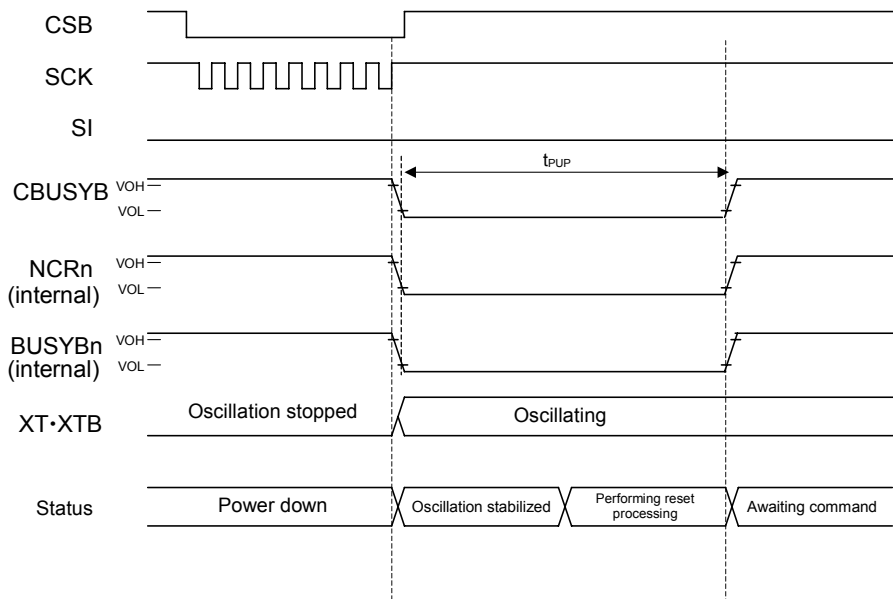 CSB
SCK
SI
tPUP
CBUSYB
VOH
VOL
NCRn
(internal)
VOH
VOL
BUSYBn
(internal)
VOH
VOL
XT•XTB
Oscillation stopped
Oscillating
Status
Power down
Oscillation stabilized
Performing reset
processing
Awaiting command